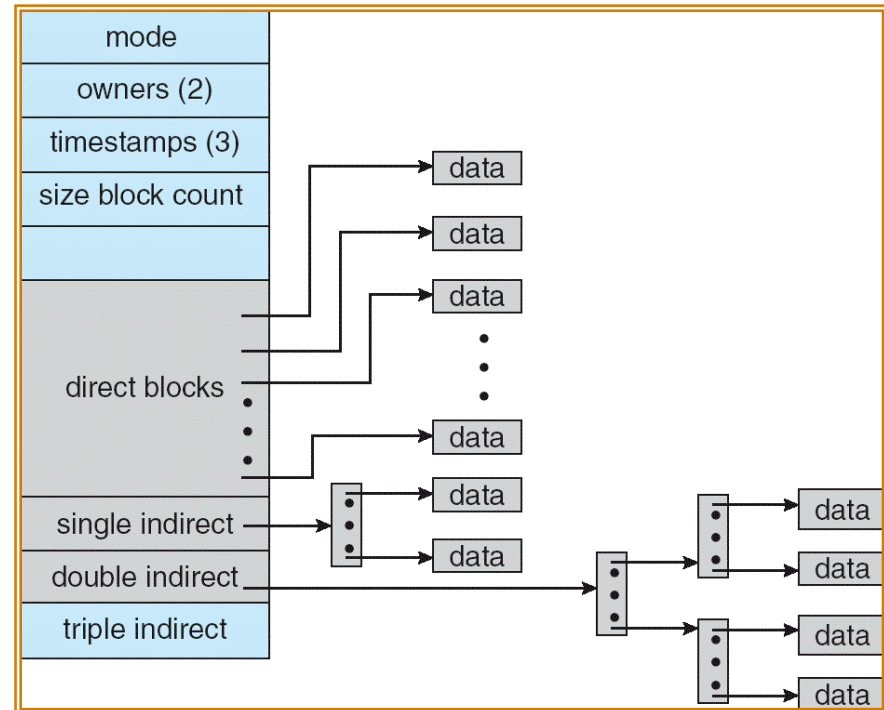 mode
owners (2)
timestamps (3)
size block count
direct blocks
single indirect
double indirect
triple indirect
data
data
data
data
data
data
data
data
data
data